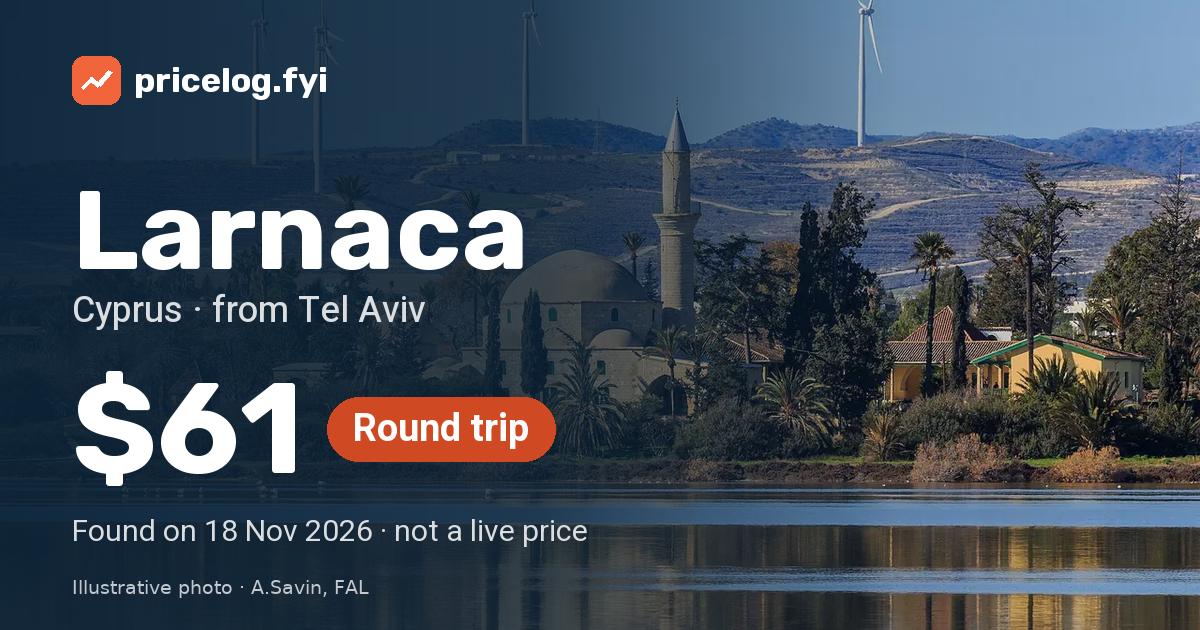 pricelog.fyi
Larnaca
Cyprus · from Tel Aviv
$61 Round trip
Found on 18 Nov 2026 · not a live price
Illustrative photo · A.Savin, FAL